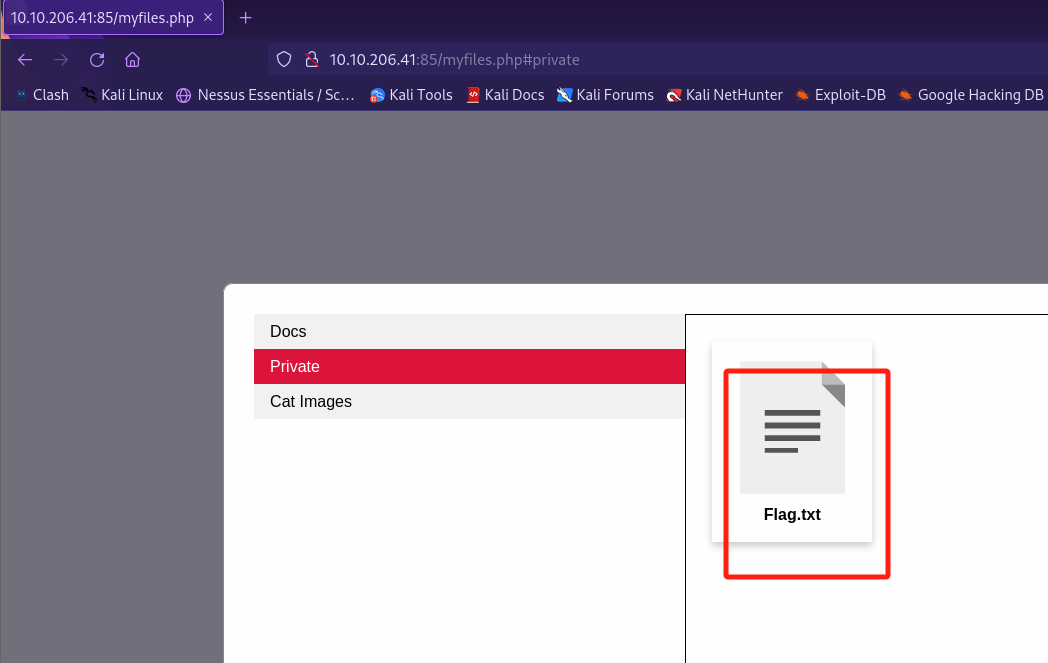 10.10.206.41:85/myfiles.php × +
10.10.206.41:85/myfiles.php#private
Clash Kali Linux Nessus Essentials / Sc… Kali Tools Kali Docs Kali Forums Kali NetHunter Exploit-DB Google Hacking DB
Docs
Private
Cat Images
Flag.txt